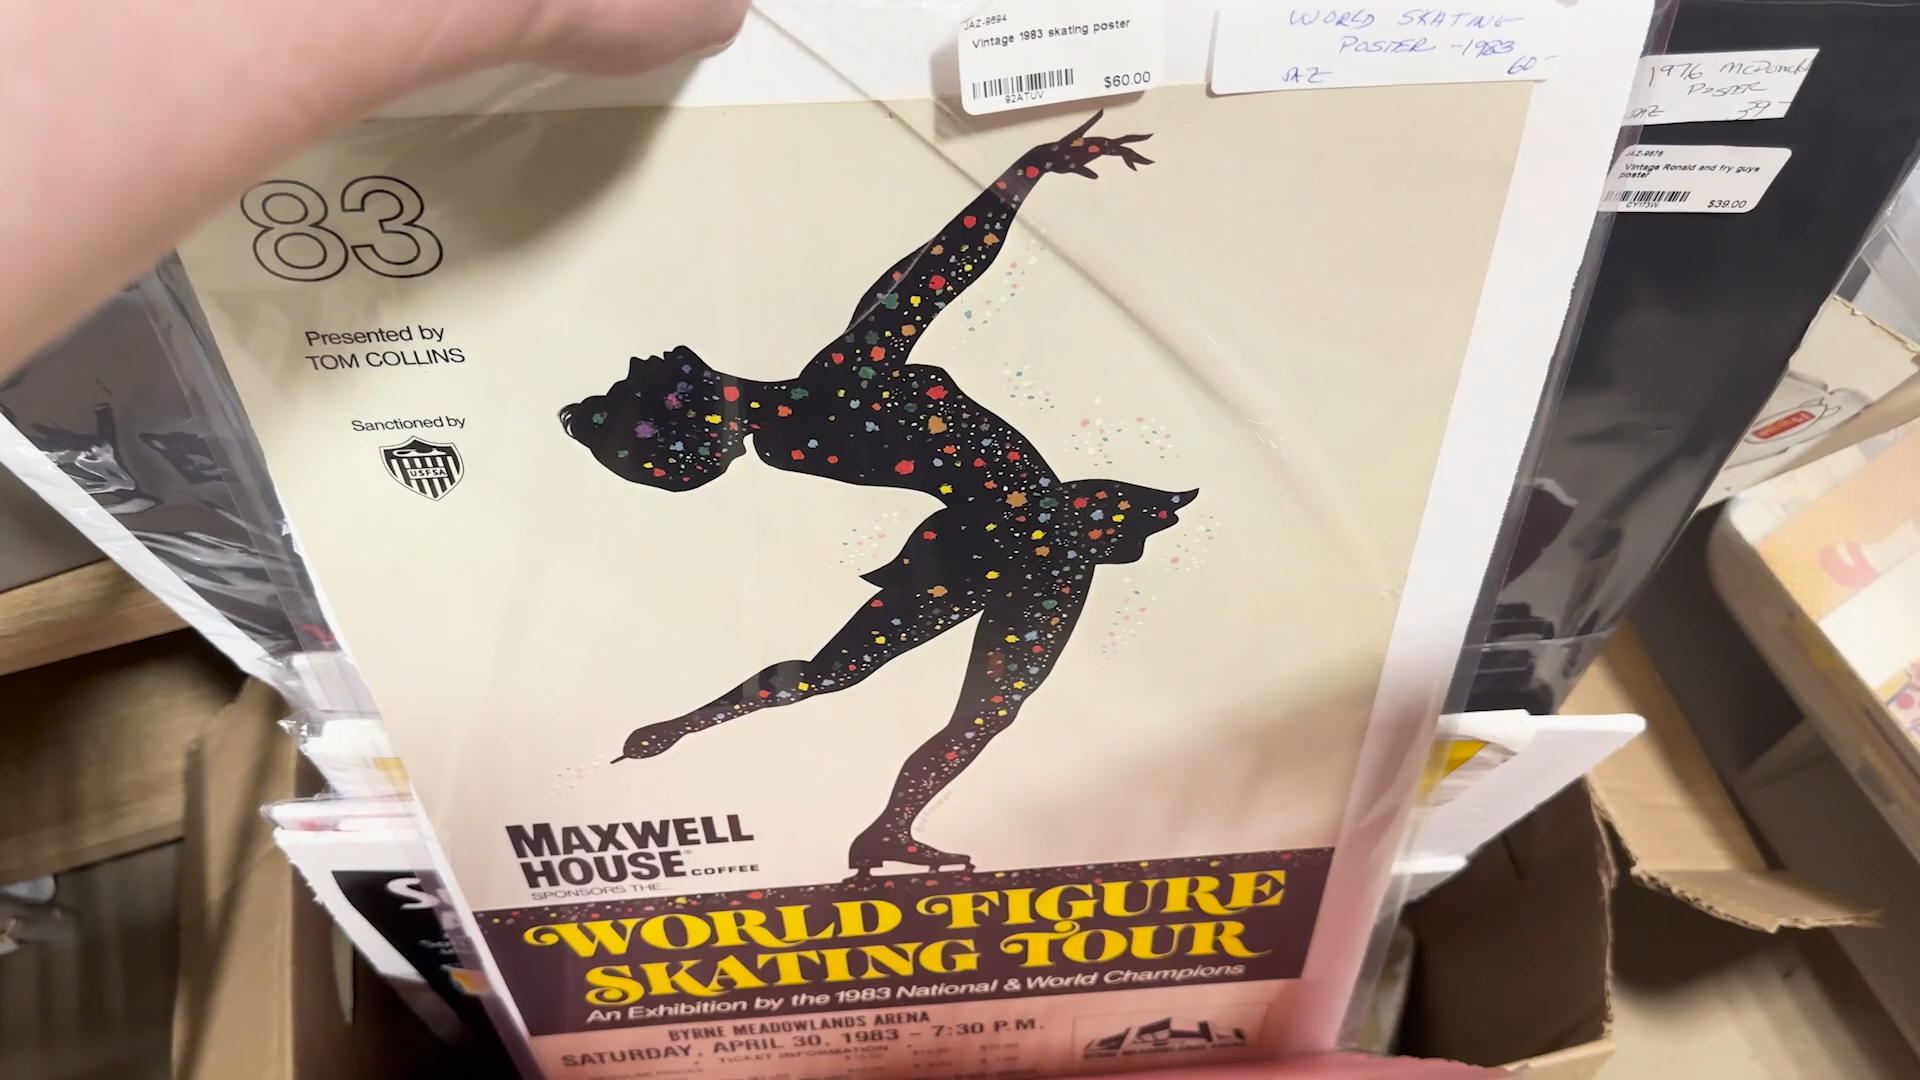 JAZ-9694
Vintage 1983 skating poster
92ATUV
$60.00
WORLD SKATING
POSTER -1983
JAZ 60-
1976 McDonald
POSTER
JAZ 39-
JAZ-9678
Vintage Ronald and fry guys
poster
$39.00
83
Presented by
TOM COLLINS
Sanctioned by
USFSA
MAXWELL
HOUSE COFFEE
SPONSORS THE...
WORLD FIGURE
SKATING TOUR
An Exhibition by the 1983 National & World Champions
BYRNE MEADOWLANDS ARENA
SATURDAY, APRIL 30, 1983 - 7:30 P.M.
TICKET INFORMATION